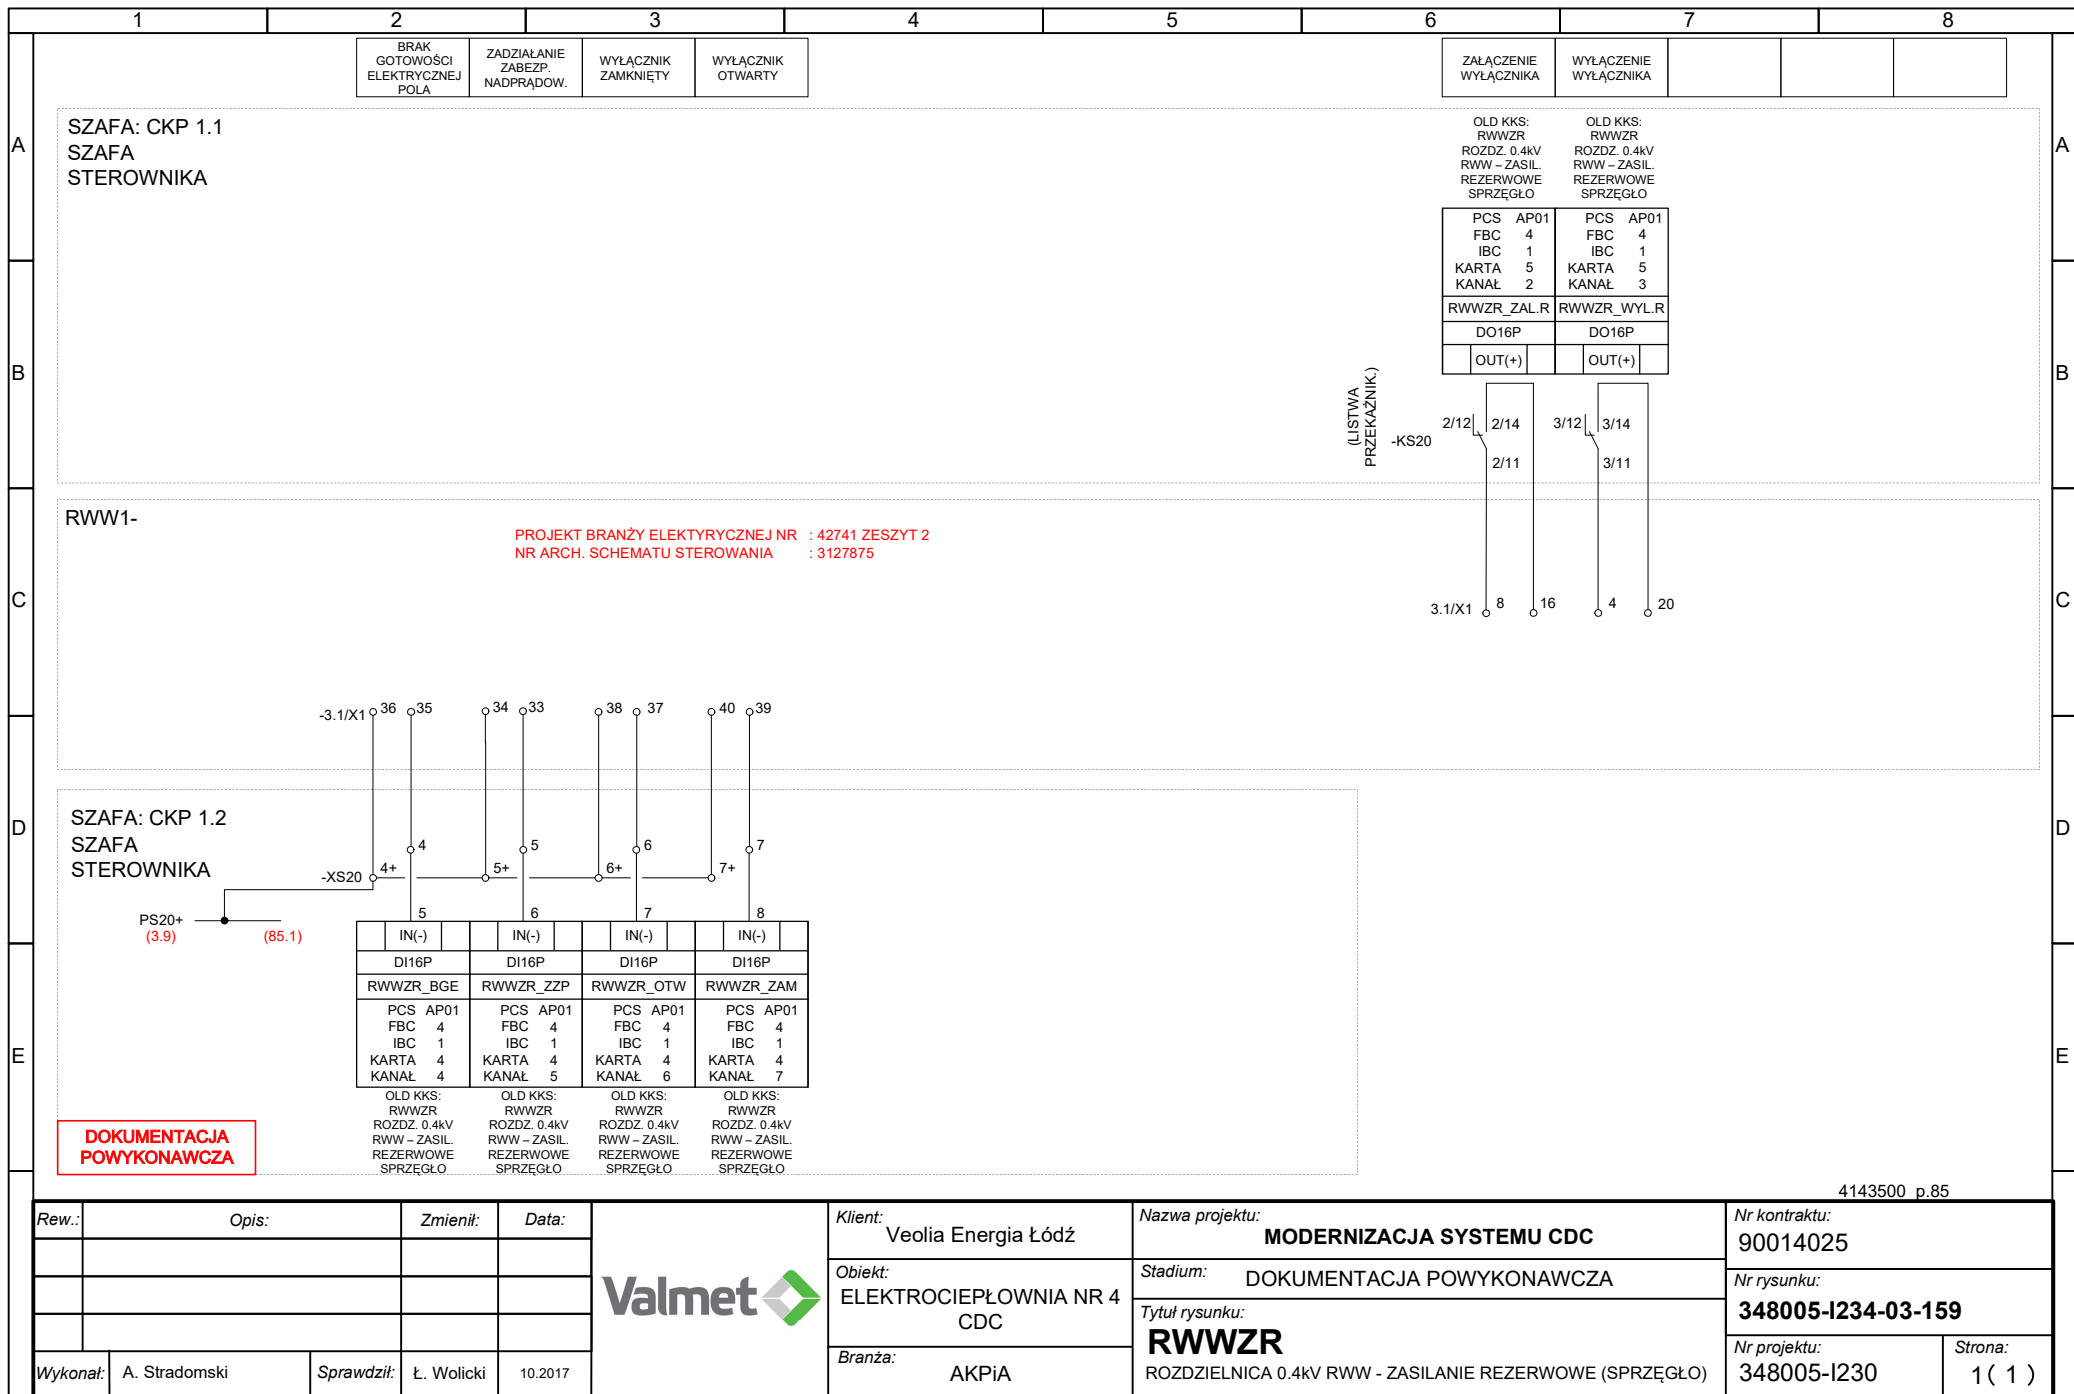 1 2 3 4 5 6 7 8
BRAK
GOTOWOŚCI
ELEKTRYCZNEJ
POLA
ZADZIAŁANIE
ZABEZP.
NADPRĄDOW.
WYŁĄCZNIK
ZAMKNIĘTY
WYŁĄCZNIK
OTWARTY
ZAŁĄCZENIE
WYŁĄCZNIKA
WYŁĄCZENIE
WYŁĄCZNIKA
A
A
SZAFA: CKP 1.1
SZAFA
STEROWNIKA
OLD KKS:
RWWZR
ROZDZ. 0.4kV
RWW – ZASIL.
REZERWOWE
SPRZĘGŁO
OLD KKS:
RWWZR
ROZDZ. 0.4kV
RWW – ZASIL.
REZERWOWE
SPRZĘGŁO
PCS AP01
FBC 4
IBC 1
KARTA 5
KANAŁ 2
PCS AP01
FBC 4
IBC 1
KARTA 5
KANAŁ 3
RWWZR_ZAL.R RWWZR_WYL.R
DO16P DO16P
OUT(+) OUT(+)
B
B
(LISTWA
PRZEKAŹNIK.)
-KS20
2/12 2/14 3/12 3/14
2/11 3/11
RWW1-
PROJEKT BRANŻY ELEKTYRYCZNEJ NR : 42741 ZESZYT 2
NR ARCH. SCHEMATU STEROWANIA : 3127875
C
C
3.1/X1 8 16 4 20
-3.1/X1 36 35 34 33 38 37 40 39
D
D
SZAFA: CKP 1.2
SZAFA
STEROWNIKA
4 5 6 7
-XS20 4+ 5+ 6+ 7+
PS20+
(3.9) (85.1)
5 6 7 8
IN(-) IN(-) IN(-) IN(-)
DI16P DI16P DI16P DI16P
RWWZR_BGE RWWZR_ZZP RWWZR_OTW RWWZR_ZAM
PCS AP01
FBC 4
IBC 1
KARTA 4
KANAŁ 4
PCS AP01
FBC 4
IBC 1
KARTA 4
KANAŁ 5
PCS AP01
FBC 4
IBC 1
KARTA 4
KANAŁ 6
PCS AP01
FBC 4
IBC 1
KARTA 4
KANAŁ 7
E
E
OLD KKS:
RWWZR
ROZDZ. 0.4kV
RWW – ZASIL.
REZERWOWE
SPRZĘGŁO
OLD KKS:
RWWZR
ROZDZ. 0.4kV
RWW – ZASIL.
REZERWOWE
SPRZĘGŁO
OLD KKS:
RWWZR
ROZDZ. 0.4kV
RWW – ZASIL.
REZERWOWE
SPRZĘGŁO
OLD KKS:
RWWZR
ROZDZ. 0.4kV
RWW – ZASIL.
REZERWOWE
SPRZĘGŁO
DOKUMENTACJA
POWYKONAWCZA
4143500 p.85
Rew.: Opis: Zmienił: Data:
Wykonał: A. Stradomski Sprawdził: Ł. Wolicki 10.2017
Valmet
Klient:
Veolia Energia Łódź
Obiekt:
ELEKTROCIEPŁOWNIA NR 4
CDC
Branża:
AKPiA
Nazwa projektu:
MODERNIZACJA SYSTEMU CDC
Stadium: DOKUMENTACJA POWYKONAWCZA
Tytuł rysunku:
RWWZR
ROZDZIELNICA 0.4kV RWW - ZASILANIE REZERWOWE (SPRZĘGŁO)
Nr kontraktu:
90014025
Nr rysunku:
348005-I234-03-159
Nr projektu:
348005-I230
Strona:
1( 1 )